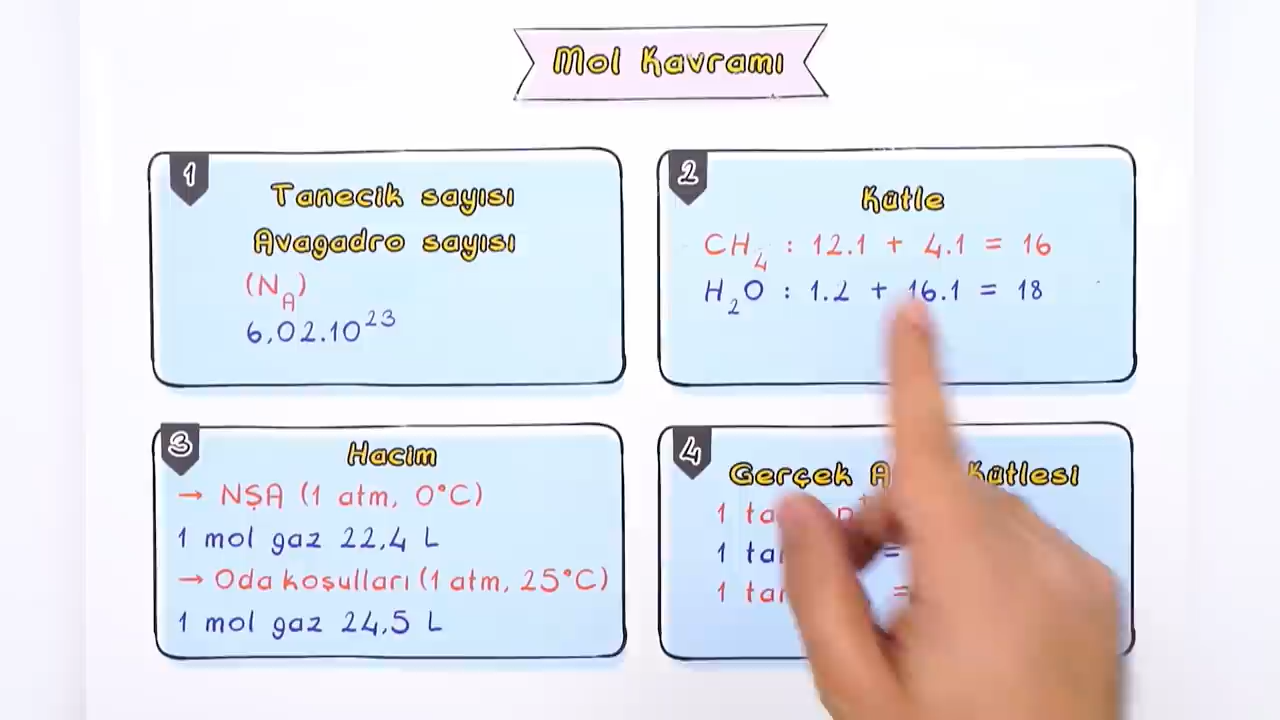 Mol Kavramı
1
Tanecik sayısı
Avagadro sayısı
(N_A)
6,02.10^23
2
Kütle
CH₄ : 12.1 + 4.1 = 16
H₂O : 1.2 + 16.1 = 18
3
Hacim
→ NŞA (1 atm, 0°C)
1 mol gaz 22,4 L
→ Oda koşulları (1 atm, 25°C)
1 mol gaz 24,5 L
4
Gerçek
1
1 =
1 =